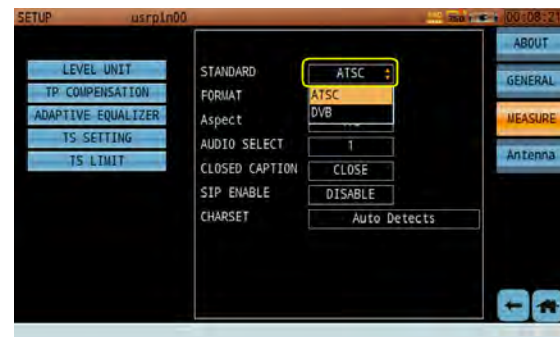 SETUP usrpln00 00:08:21
ABOUT
LEVEL UNIT
TP COMPENSATION
ADAPTIVE EQUALIZER
TS SETTING
TS LIMIT
STANDARD ATSC
ATSC
DVB
FORMAT
Aspect
AUDIO SELECT 1
CLOSED CAPTION CLOSE
SIP ENABLE DISABLE
CHARSET Auto Detects
GENERAL
MEASURE
Antenna